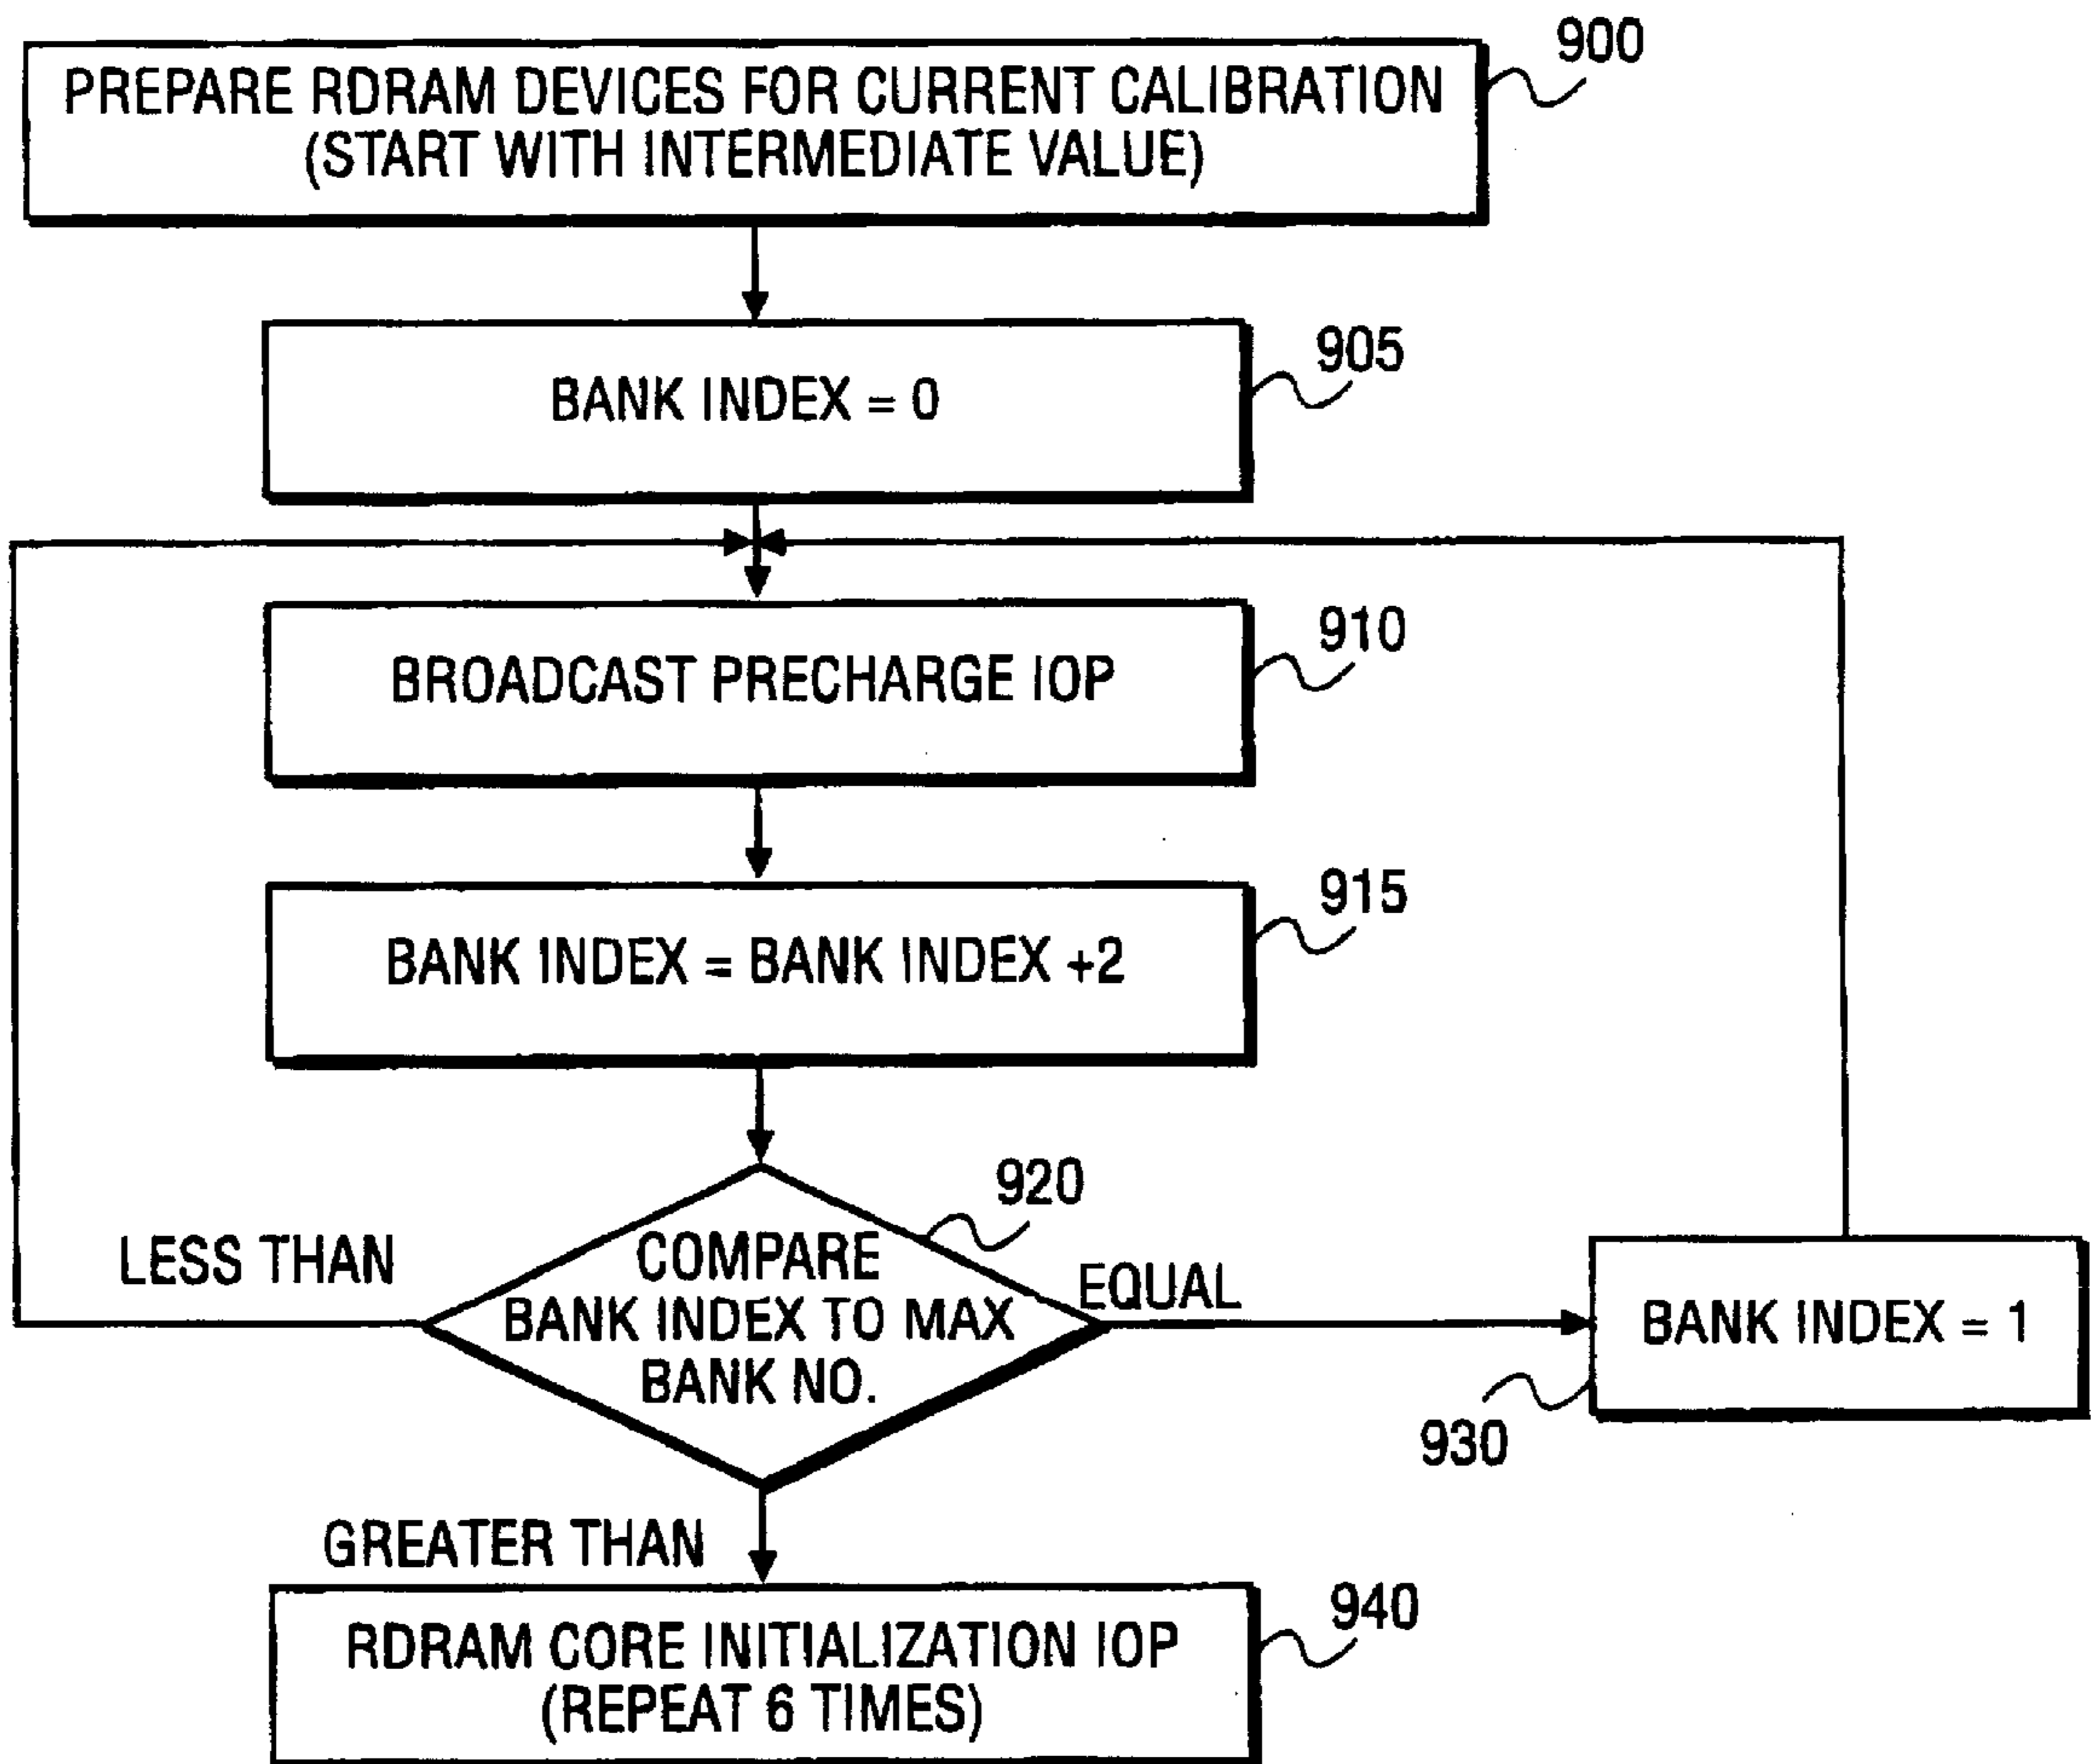 900
PREPARE RDRAM DEVICES FOR CURRENT CALIBRATION
(START WITH INTERMEDIATE VALUE)
905
BANK INDEX = 0
910
BROADCAST PRECHARGE IOP
915
BANK INDEX = BANK INDEX +2
920
LESS THAN
COMPARE
BANK INDEX TO MAX
BANK NO.
EQUAL
BANK INDEX = 1
930
GREATER THAN
940
RDRAM CORE INITIALIZATION IOP
(REPEAT 6 TIMES)